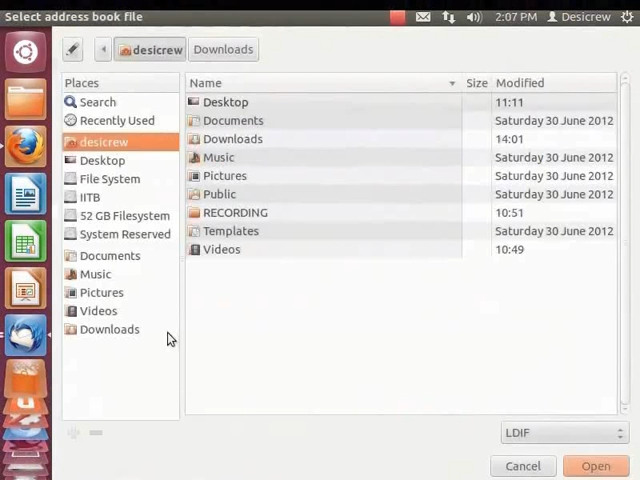 Select address book file
2:07 PM
Desicrew
desicrew
Downloads
Places
Search
Recently Used
desicrew
Desktop
File System
IITB
52 GB Filesystem
System Reserved
Documents
Music
Pictures
Videos
Downloads
Name Size Modified
Desktop 11:11
Documents Saturday 30 June 2012
Downloads 14:01
Music Saturday 30 June 2012
Pictures Saturday 30 June 2012
Public Saturday 30 June 2012
RECORDING 10:51
Templates Saturday 30 June 2012
Videos 10:49
LDIF
Cancel
Open